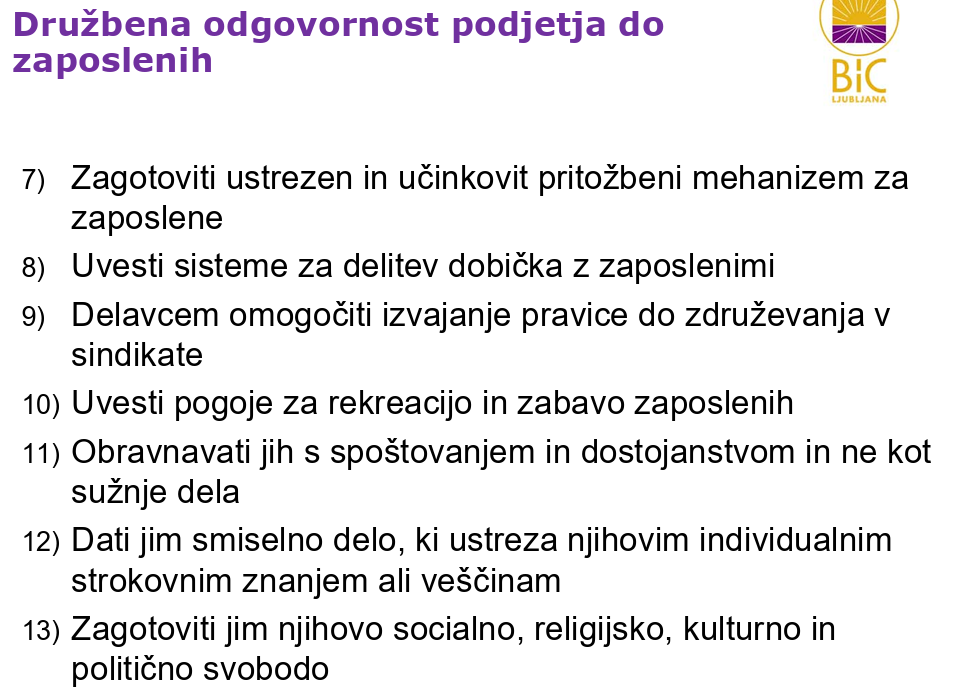 Družbena odgovornost podjetja do
zaposlenih
BIC
LJUBLJANA
7) Zagotoviti ustrezen in učinkovit pritožbeni mehanizem za
zaposlene
8) Uvesti sisteme za delitev dobička z zaposlenimi
9) Delavcem omogočiti izvajanje pravice do združevanja v
sindikate
10) Uvesti pogoje za rekreacijo in zabavo zaposlenih
11) Obravnavati jih s spoštovanjem in dostojanstvom in ne kot
sužnje dela
12) Dati jim smiselno delo, ki ustreza njihovim individualnim
strokovnim znanjem ali veščinam
13) Zagotoviti jim njihovo socialno, religijsko, kulturno in
politično svobodo